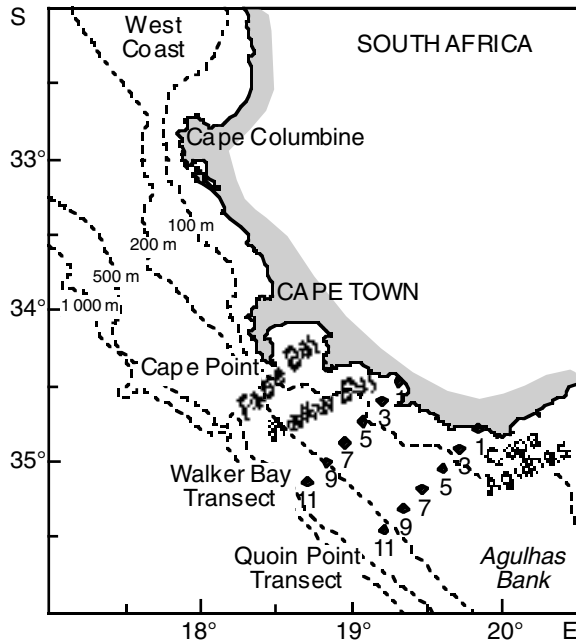 S
West
Coast
SOUTH AFRICA
Cape Columbine
33°
100 m
200 m
500 m
1 000 m
CAPE TOWN
34°
Cape Point
False Bay
1
3
5
7
9
11
1
3
5
7
9
11
35°
Walker Bay
Transect
Quoin Point
Transect
Agulhas
Bank
18°
19°
20°
E